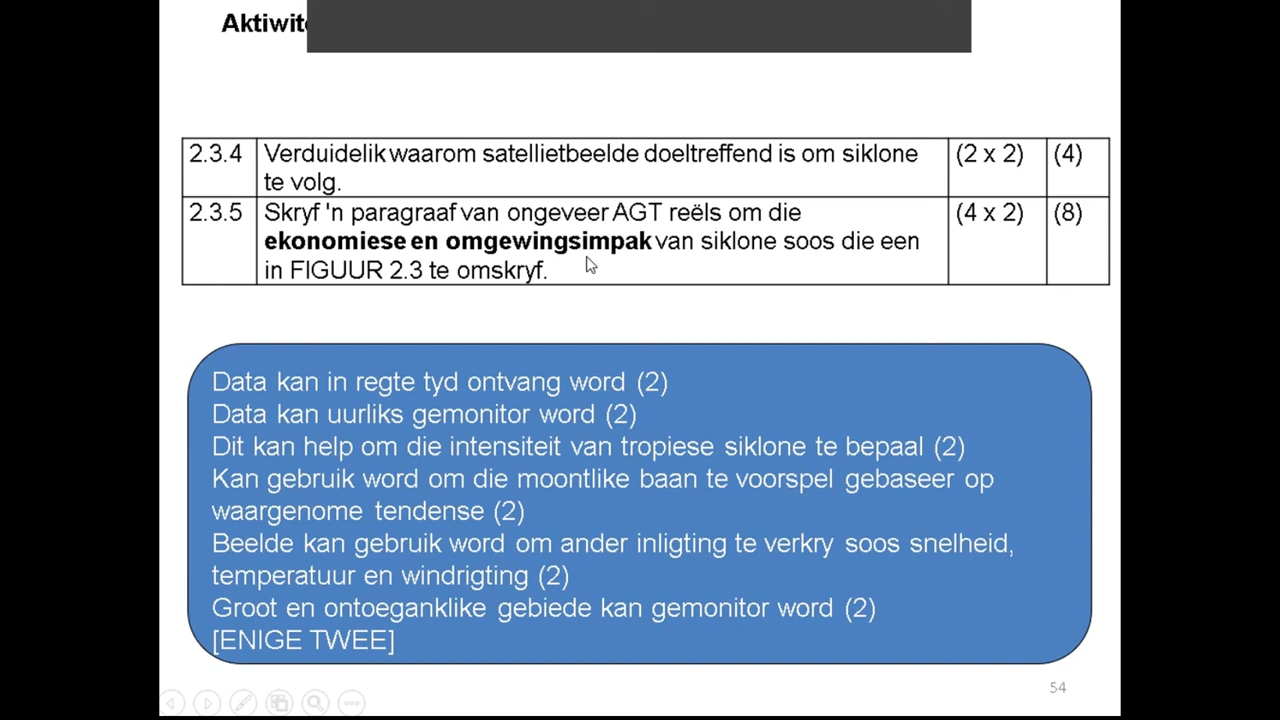 2.3.4 Verduidelik waarom satellietbeelde doeltreffend is om siklone (2 x 2) (4)
te volg.
2.3.5 Skryf 'n paragraaf van ongeveer AGT reëls om die (4 x 2) (8)
ekonomiese en omgewingsimpak van siklone soos die een
in FIGUUR 2.3 te omskryf.
Data kan in regte tyd ontvang word (2)
Data kan uurliks gemonitor word (2)
Dit kan help om die intensiteit van tropiese siklone te bepaal (2)
Kan gebruik word om die moontlike baan te voorspel gebaseer op
waargenome tendense (2)
Beelde kan gebruik word om ander inligting te verkry soos snelheid,
temperatuur en windrigting (2)
Groot en ontoeganklike gebiede kan gemonitor word (2)
[ENIGE TWEE]
54